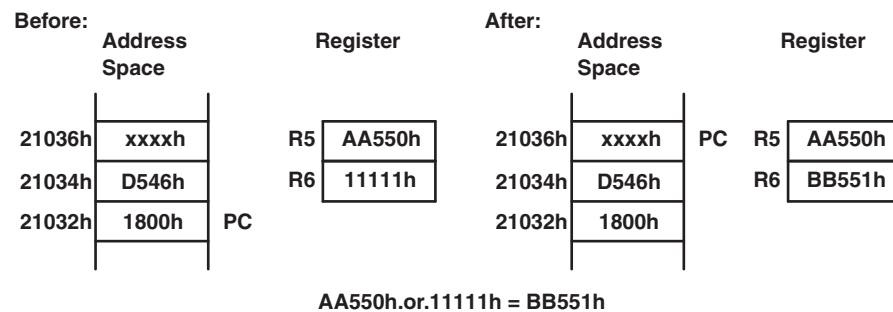 Before:
Address
Space
Register
21036h xxxxh R5 AA550h
21034h D546h R6 11111h
21032h 1800h PC
After:
Address
Space
Register
21036h xxxxh PC R5 AA550h
21034h D546h R6 BB551h
21032h 1800h
AA550h.or.11111h = BB551h